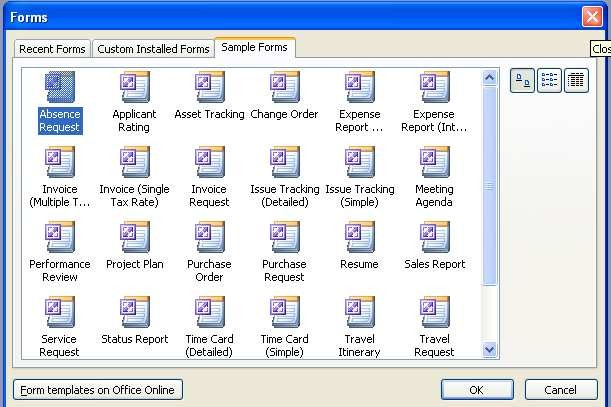 Forms
Clos
Recent Forms Custom Installed Forms Sample Forms
Absence Request
Applicant Rating
Asset Tracking
Change Order
Expense Report ...
Expense Report (Int...
Invoice (Multiple T...
Invoice (Single Tax Rate)
Invoice Request
Issue Tracking (Detailed)
Issue Tracking (Simple)
Meeting Agenda
Performance Review
Project Plan
Purchase Order
Purchase Request
Resume
Sales Report
Service Request
Status Report
Time Card (Detailed)
Time Card (Simple)
Travel Itinerary
Travel Request
Form templates on Office Online
OK
Cancel